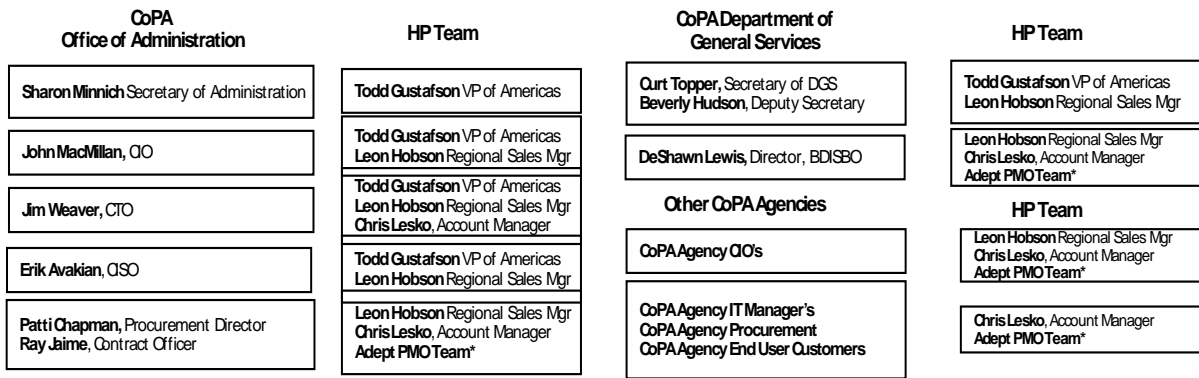 CoPA
Office of Administration
HP Team
Sharon Minnich Secretary of Administration
Todd Gustafson VP of Americas
John MacMillan, CIO
Todd Gustafson VP of Americas
Leon Hobson Regional Sales Mgr
Jim Weaver, CTO
Todd Gustafson VP of Americas
Leon Hobson Regional Sales Mgr
Chris Lesko, Account Manager
Erik Avakian, CISO
Todd Gustafson VP of Americas
Leon Hobson Regional Sales Mgr
Patti Chapman, Procurement Director
Ray Jaime, Contract Officer
Leon Hobson Regional Sales Mgr
Chris Lesko, Account Manager
Adept PMO Team*
CoPA Department of
General Services
HP Team
Curt Topper, Secretary of DGS
Beverly Hudson, Deputy Secretary
Todd Gustafson VP of Americas
Leon Hobson Regional Sales Mgr
DeShawn Lewis, Director, BDISBO
Leon Hobson Regional Sales Mgr
Chris Lesko, Account Manager
Adept PMO Team*
Other CoPA Agencies
HP Team
CoPA Agency CIO's
Leon Hobson Regional Sales Mgr
Chris Lesko, Account Manager
Adept PMO Team*
CoPA Agency IT Manager's
CoPA Agency Procurement
CoPA Agency End User Customers
Chris Lesko, Account Manager
Adept PMO Team*